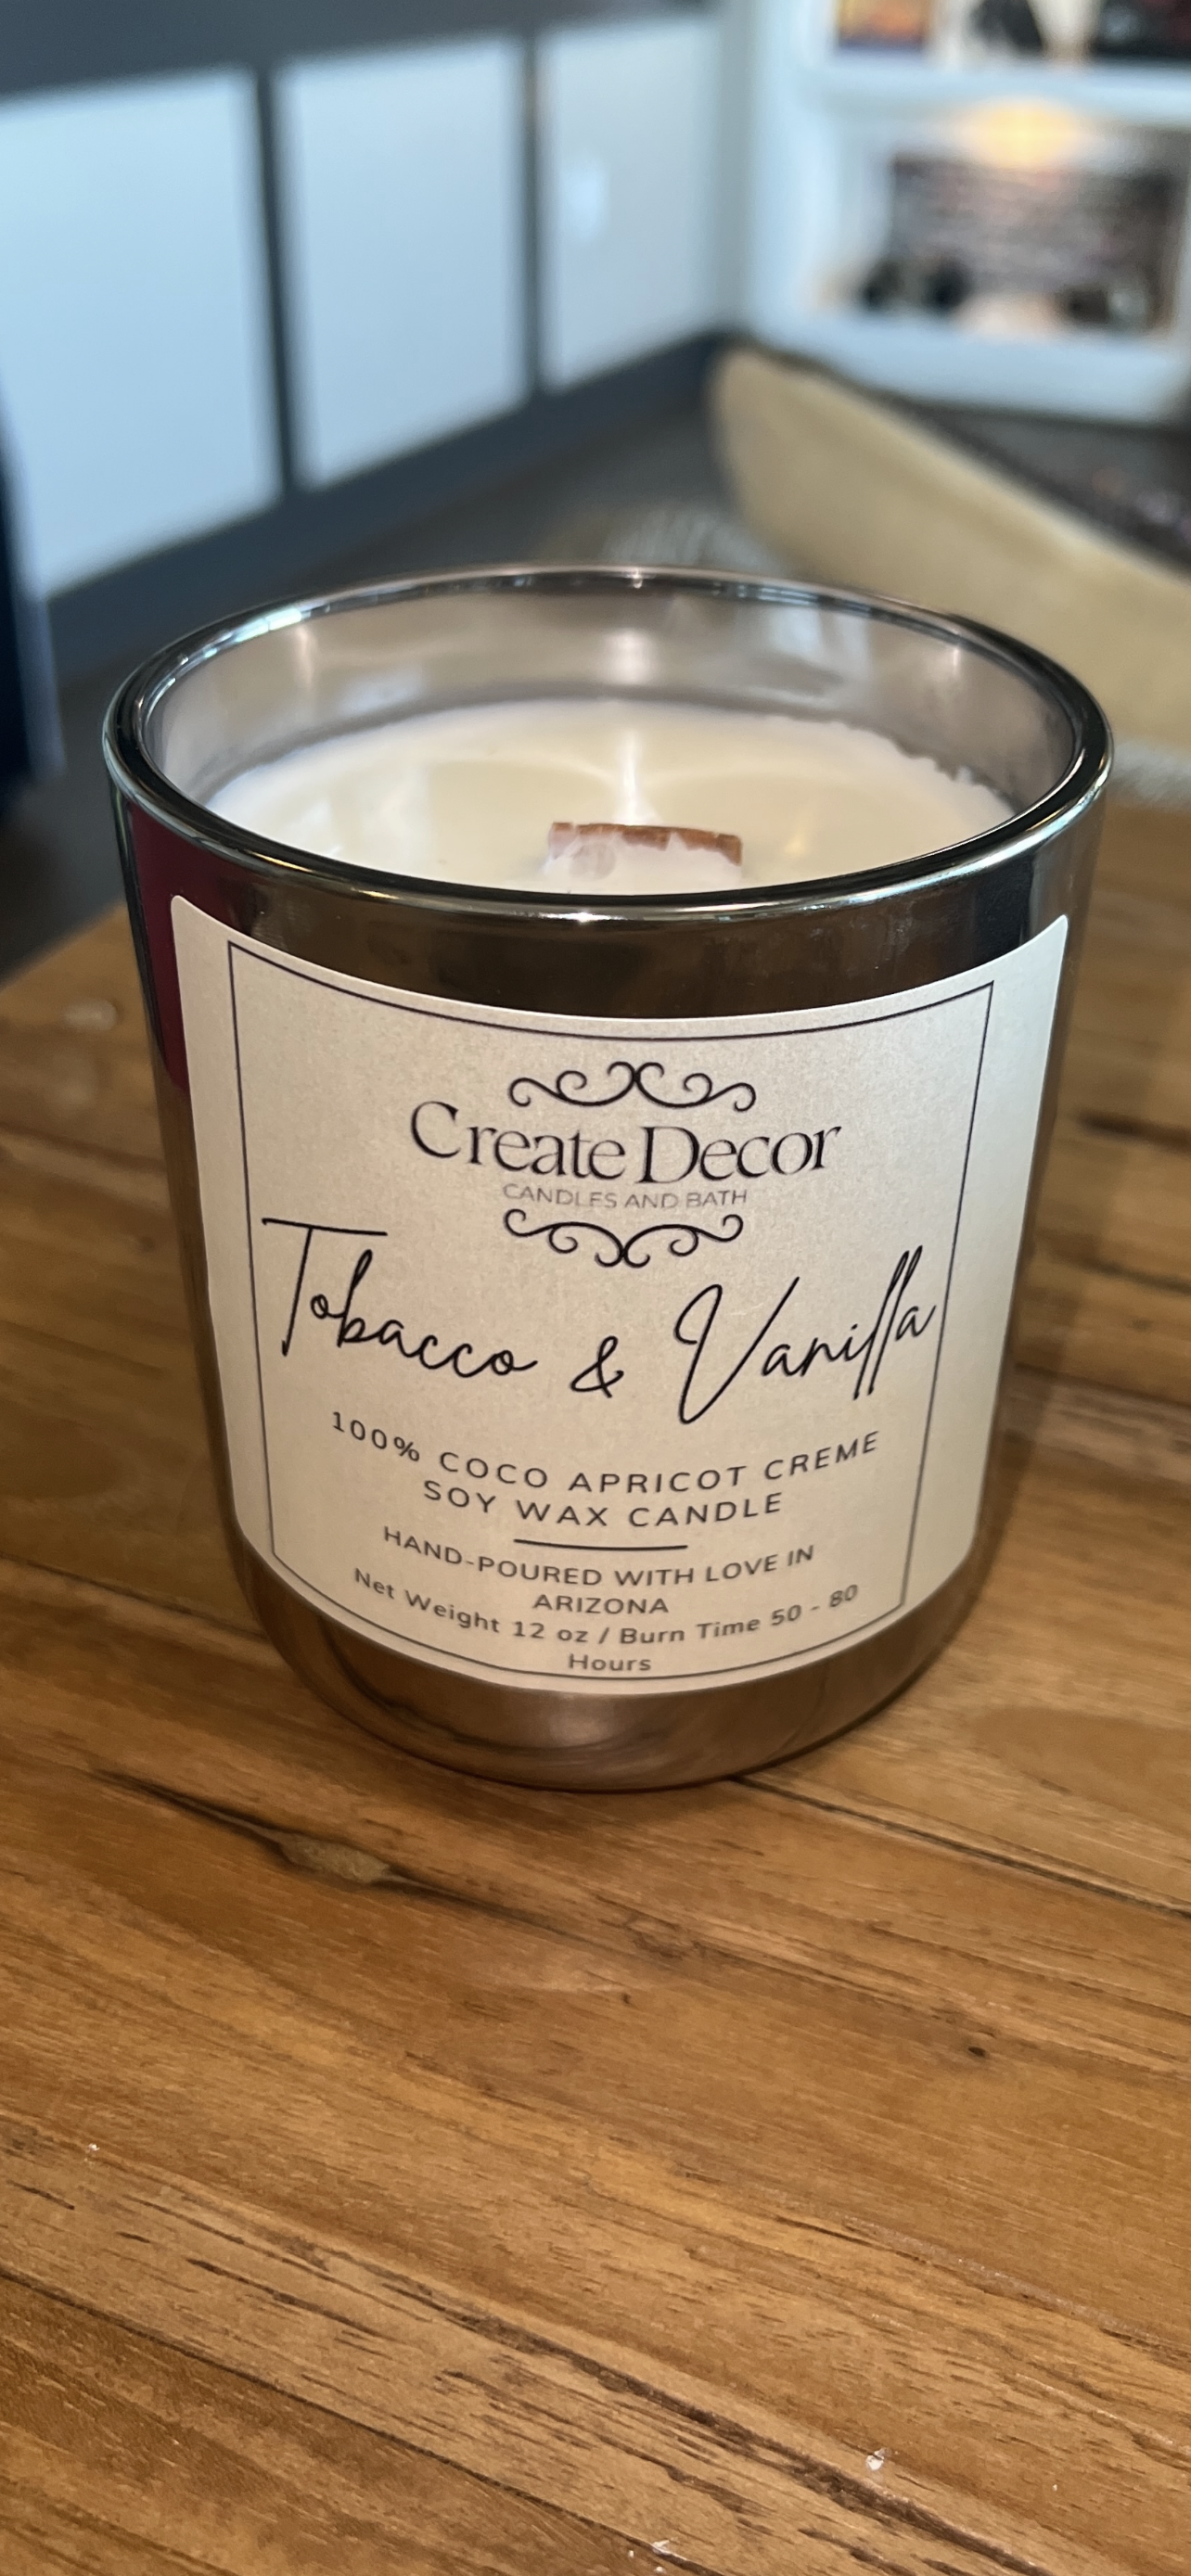 Create Decor
CANDLES AND BATH
Tobacco & Vanilla
100% COCO APRICOT CREME
SOY WAX CANDLE
HAND-POURED WITH LOVE IN
ARIZONA
Net Weight 12 oz / Burn Time 50 - 80
Hours